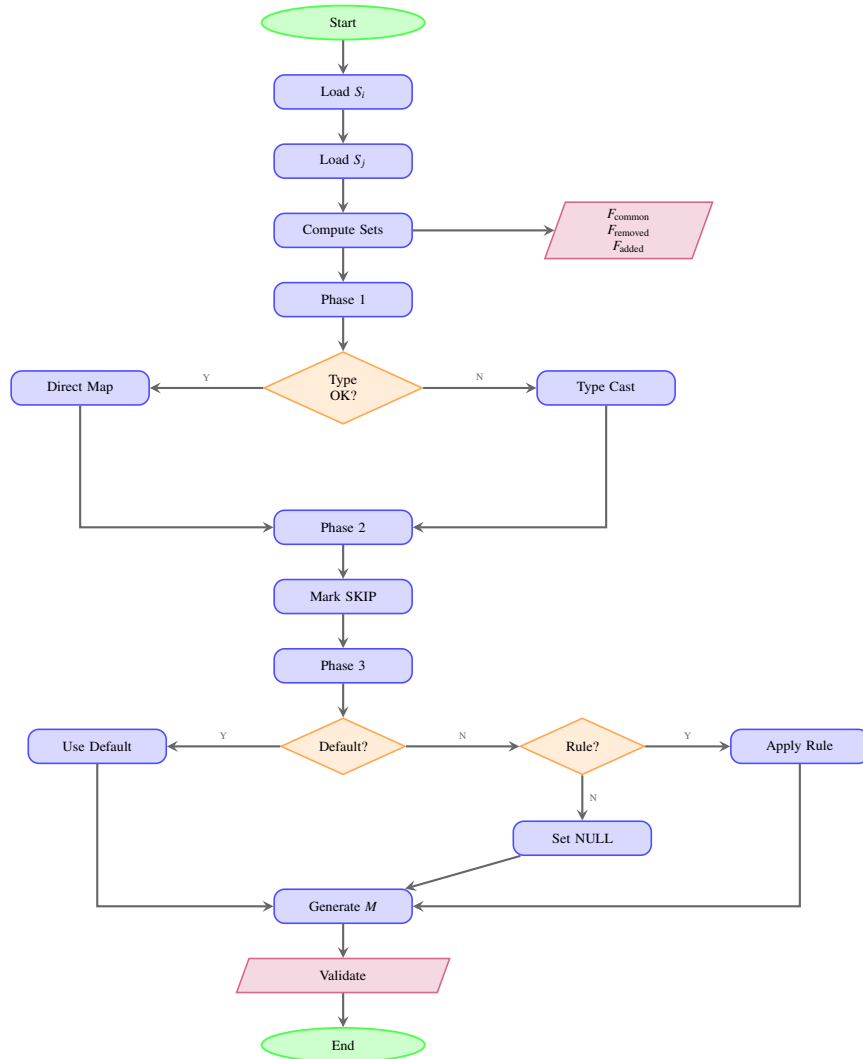 Start
Load S_i
Load S_j
Compute Sets
F_common
F_removed
F_added
Phase 1
Direct Map
Y
Type
OK?
N
Type Cast
Phase 2
Mark SKIP
Phase 3
Use Default
Y
Default?
N
Rule?
Y
Apply Rule
N
Set NULL
Generate M
Validate
End